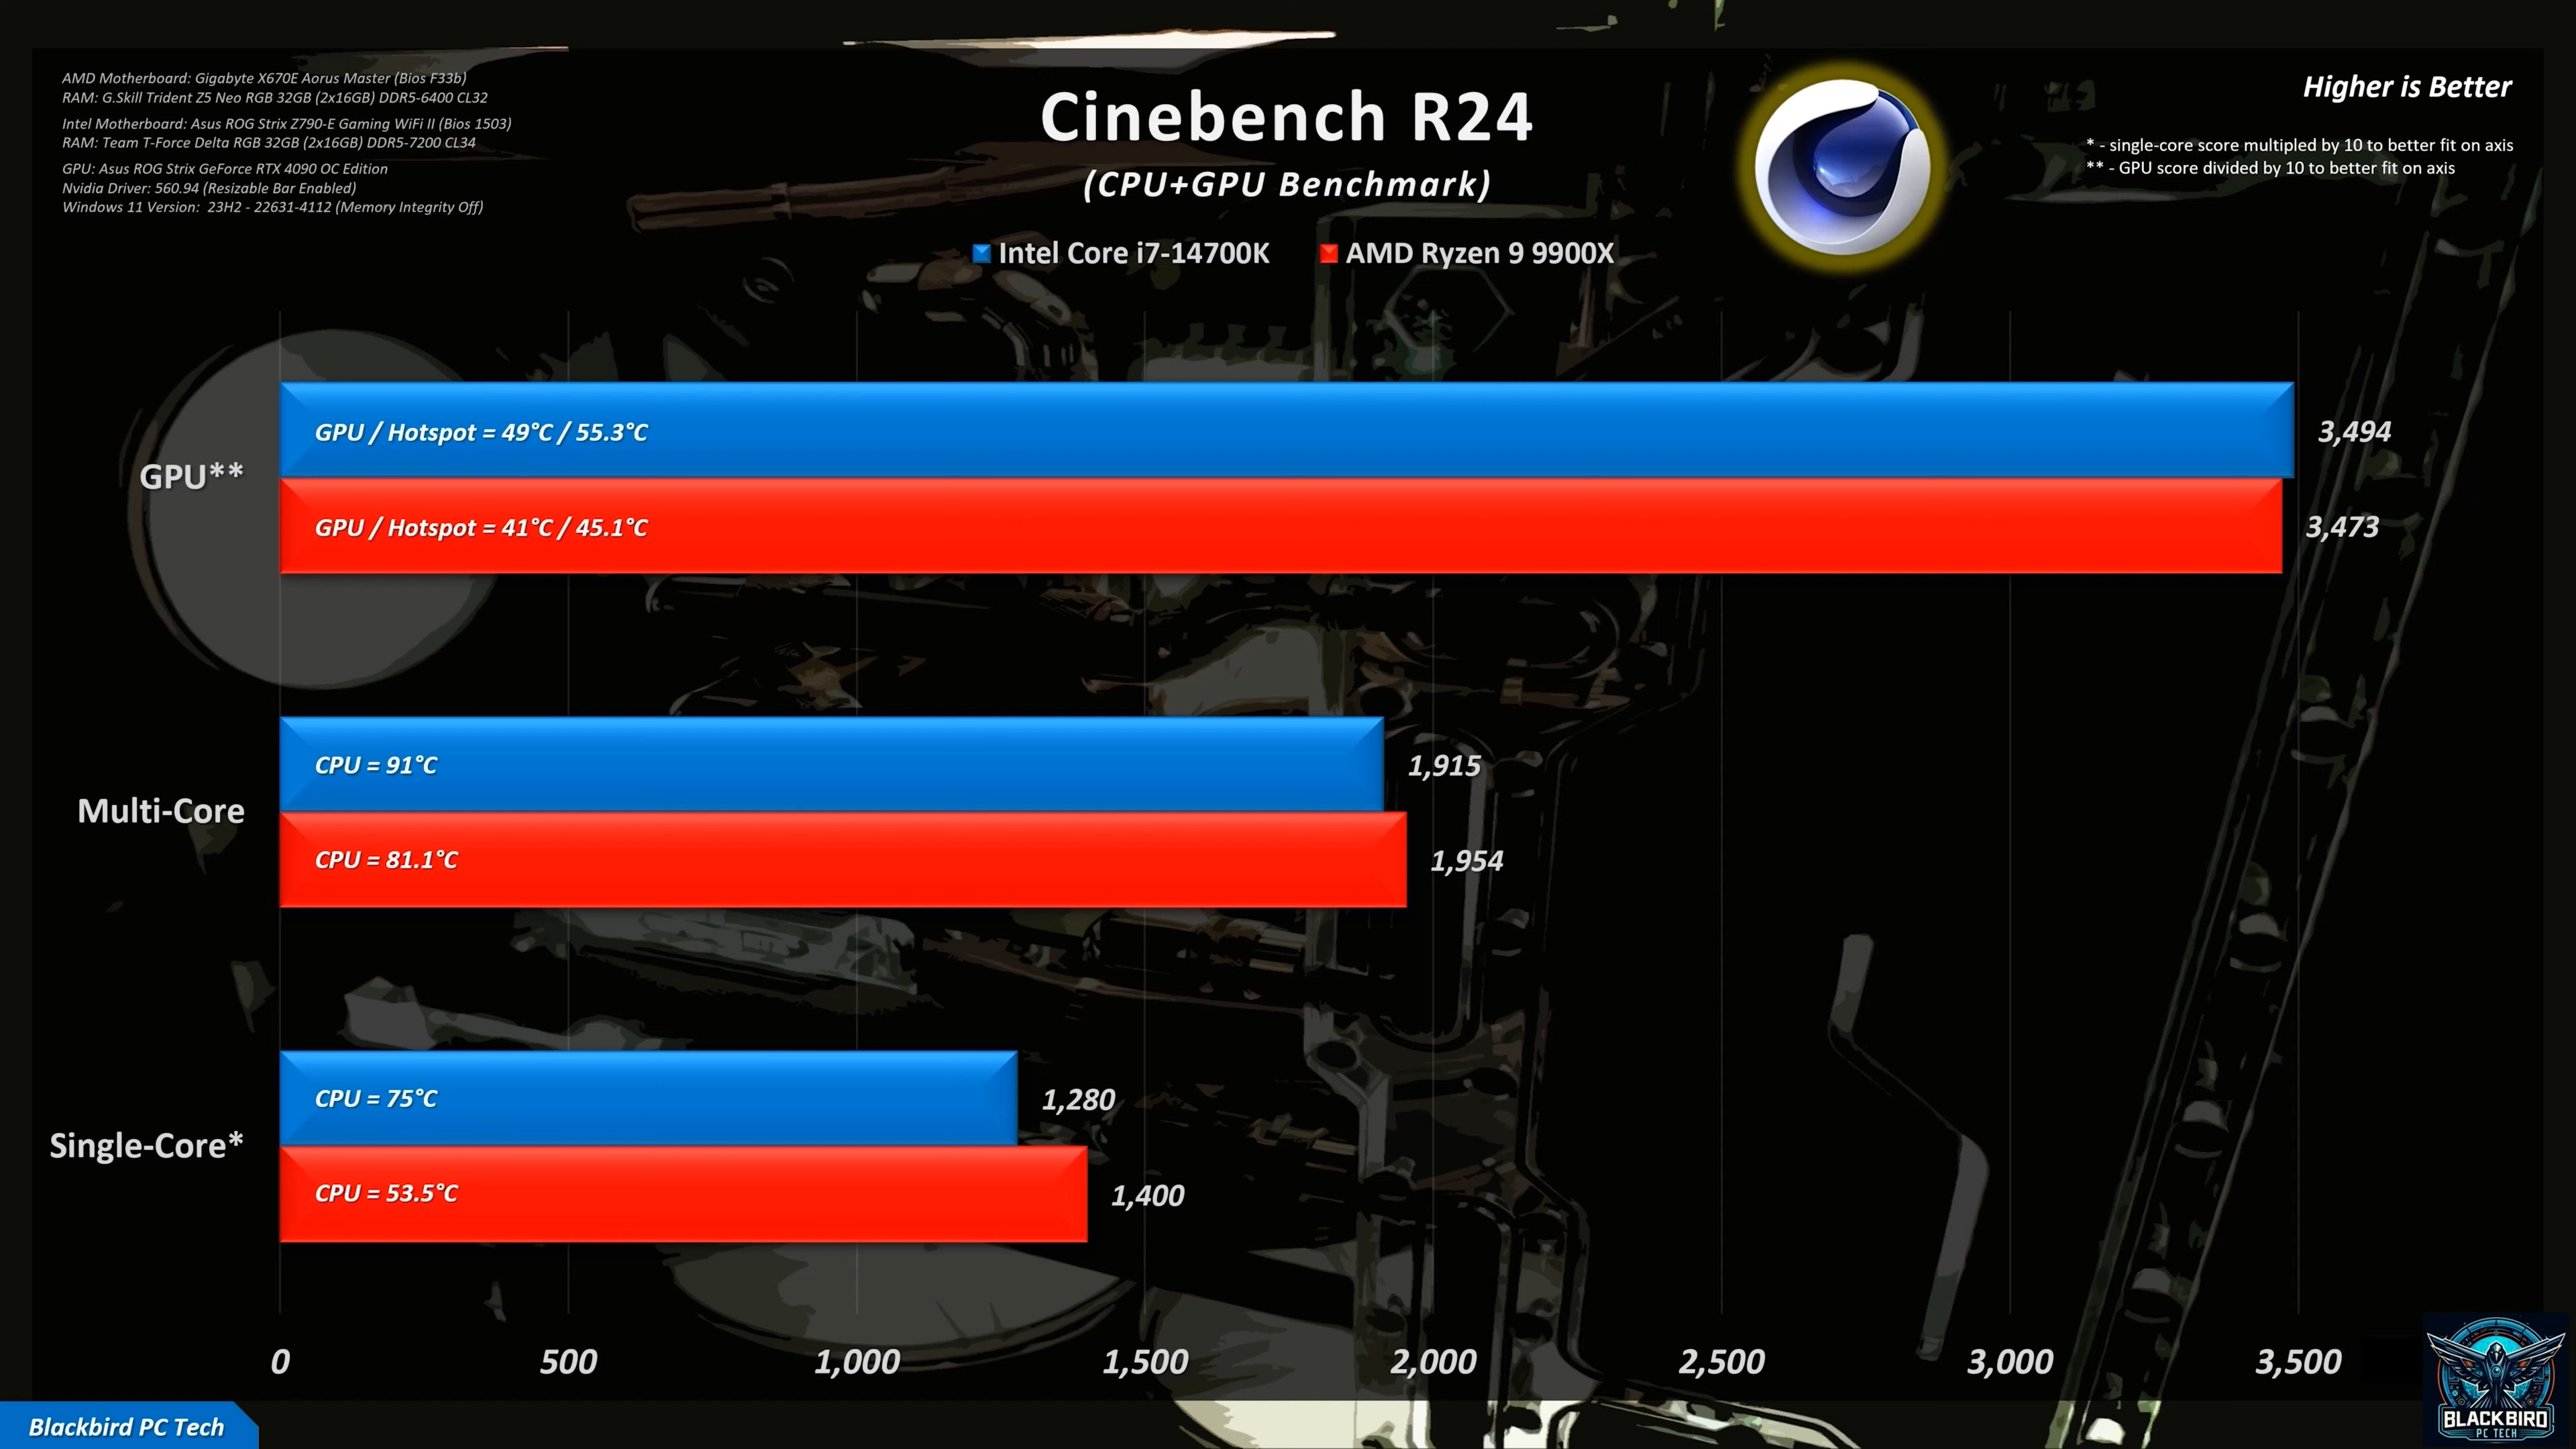 AMD Motherboard: Gigabyte X670E Aorus Master (Bios F33b)
RAM: G.Skill Trident Z5 Neo RGB 32GB (2x16GB) DDR5-6400 CL32
Intel Motherboard: Asus ROG Strix Z790-E Gaming WiFi II (Bios 1503)
RAM: Team T-Force Delta RGB 32GB (2x16GB) DDR5-7200 CL34
GPU: Asus ROG Strix GeForce RTX 4090 OC Edition
Nvidia Driver: 560.94 (Resizable Bar Enabled)
Windows 11 Version: 23H2 - 22631-4112 (Memory Integrity Off)
Cinebench R24
(CPU+GPU Benchmark)
Intel Core i7-14700K
AMD Ryzen 9 9900X
Higher is Better
* - single-core score multipled by 10 to better fit on axis
** - GPU score divided by 10 to better fit on axis
GPU**
GPU / Hotspot = 49°C / 55.3°C
3,494
GPU / Hotspot = 41°C / 45.1°C
3,473
Multi-Core
CPU = 91°C
1,915
CPU = 81.1°C
1,954
Single-Core*
CPU = 75°C
1,280
CPU = 53.5°C
1,400
0 500 1,000 1,500 2,000 2,500 3,000 3,500
Blackbird PC Tech
BLACKBIRD
PC TECH